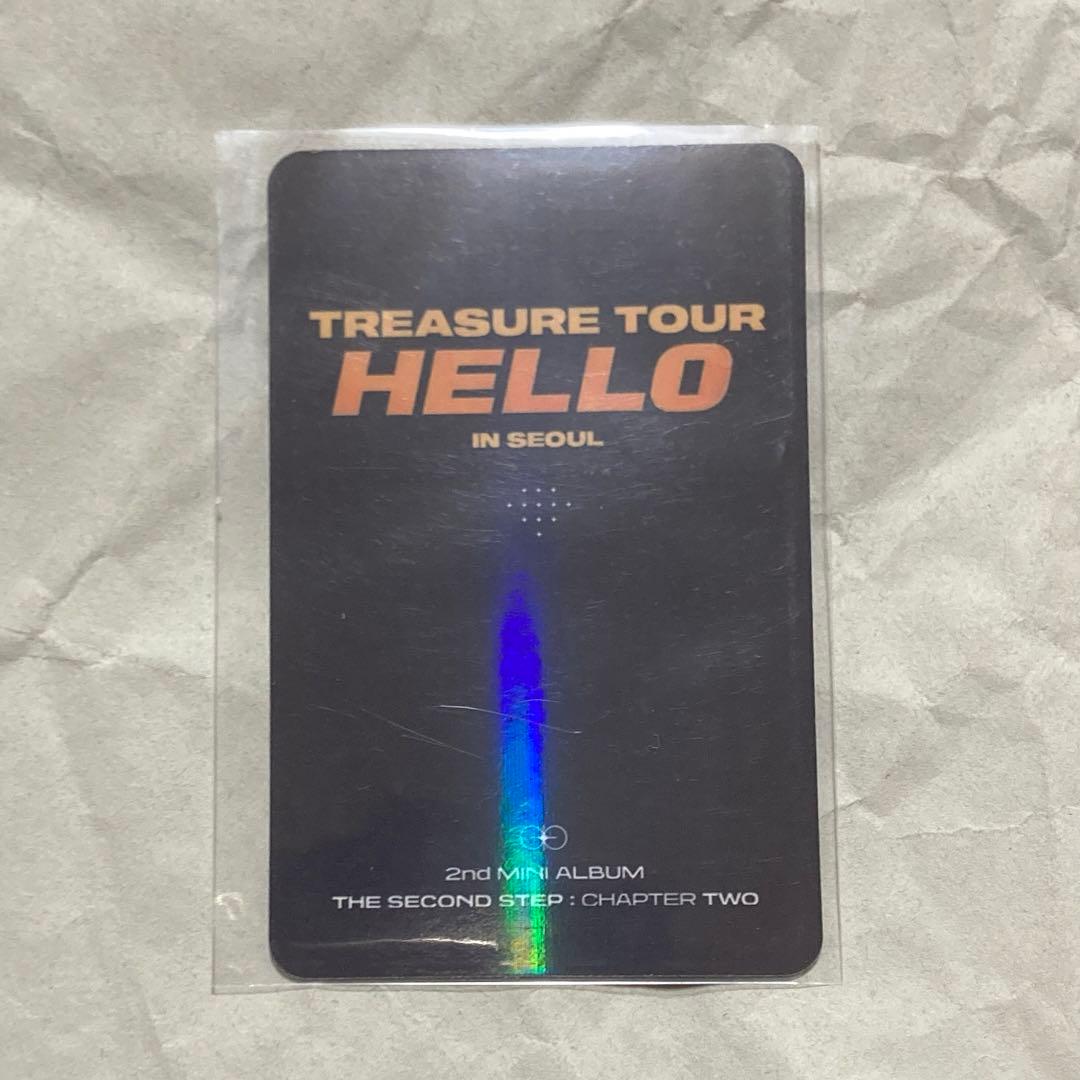 TREASURE TOUR
HELLO
IN SEOUL
2nd MINI ALBUM
THE SECOND STEP : CHAPTER TWO